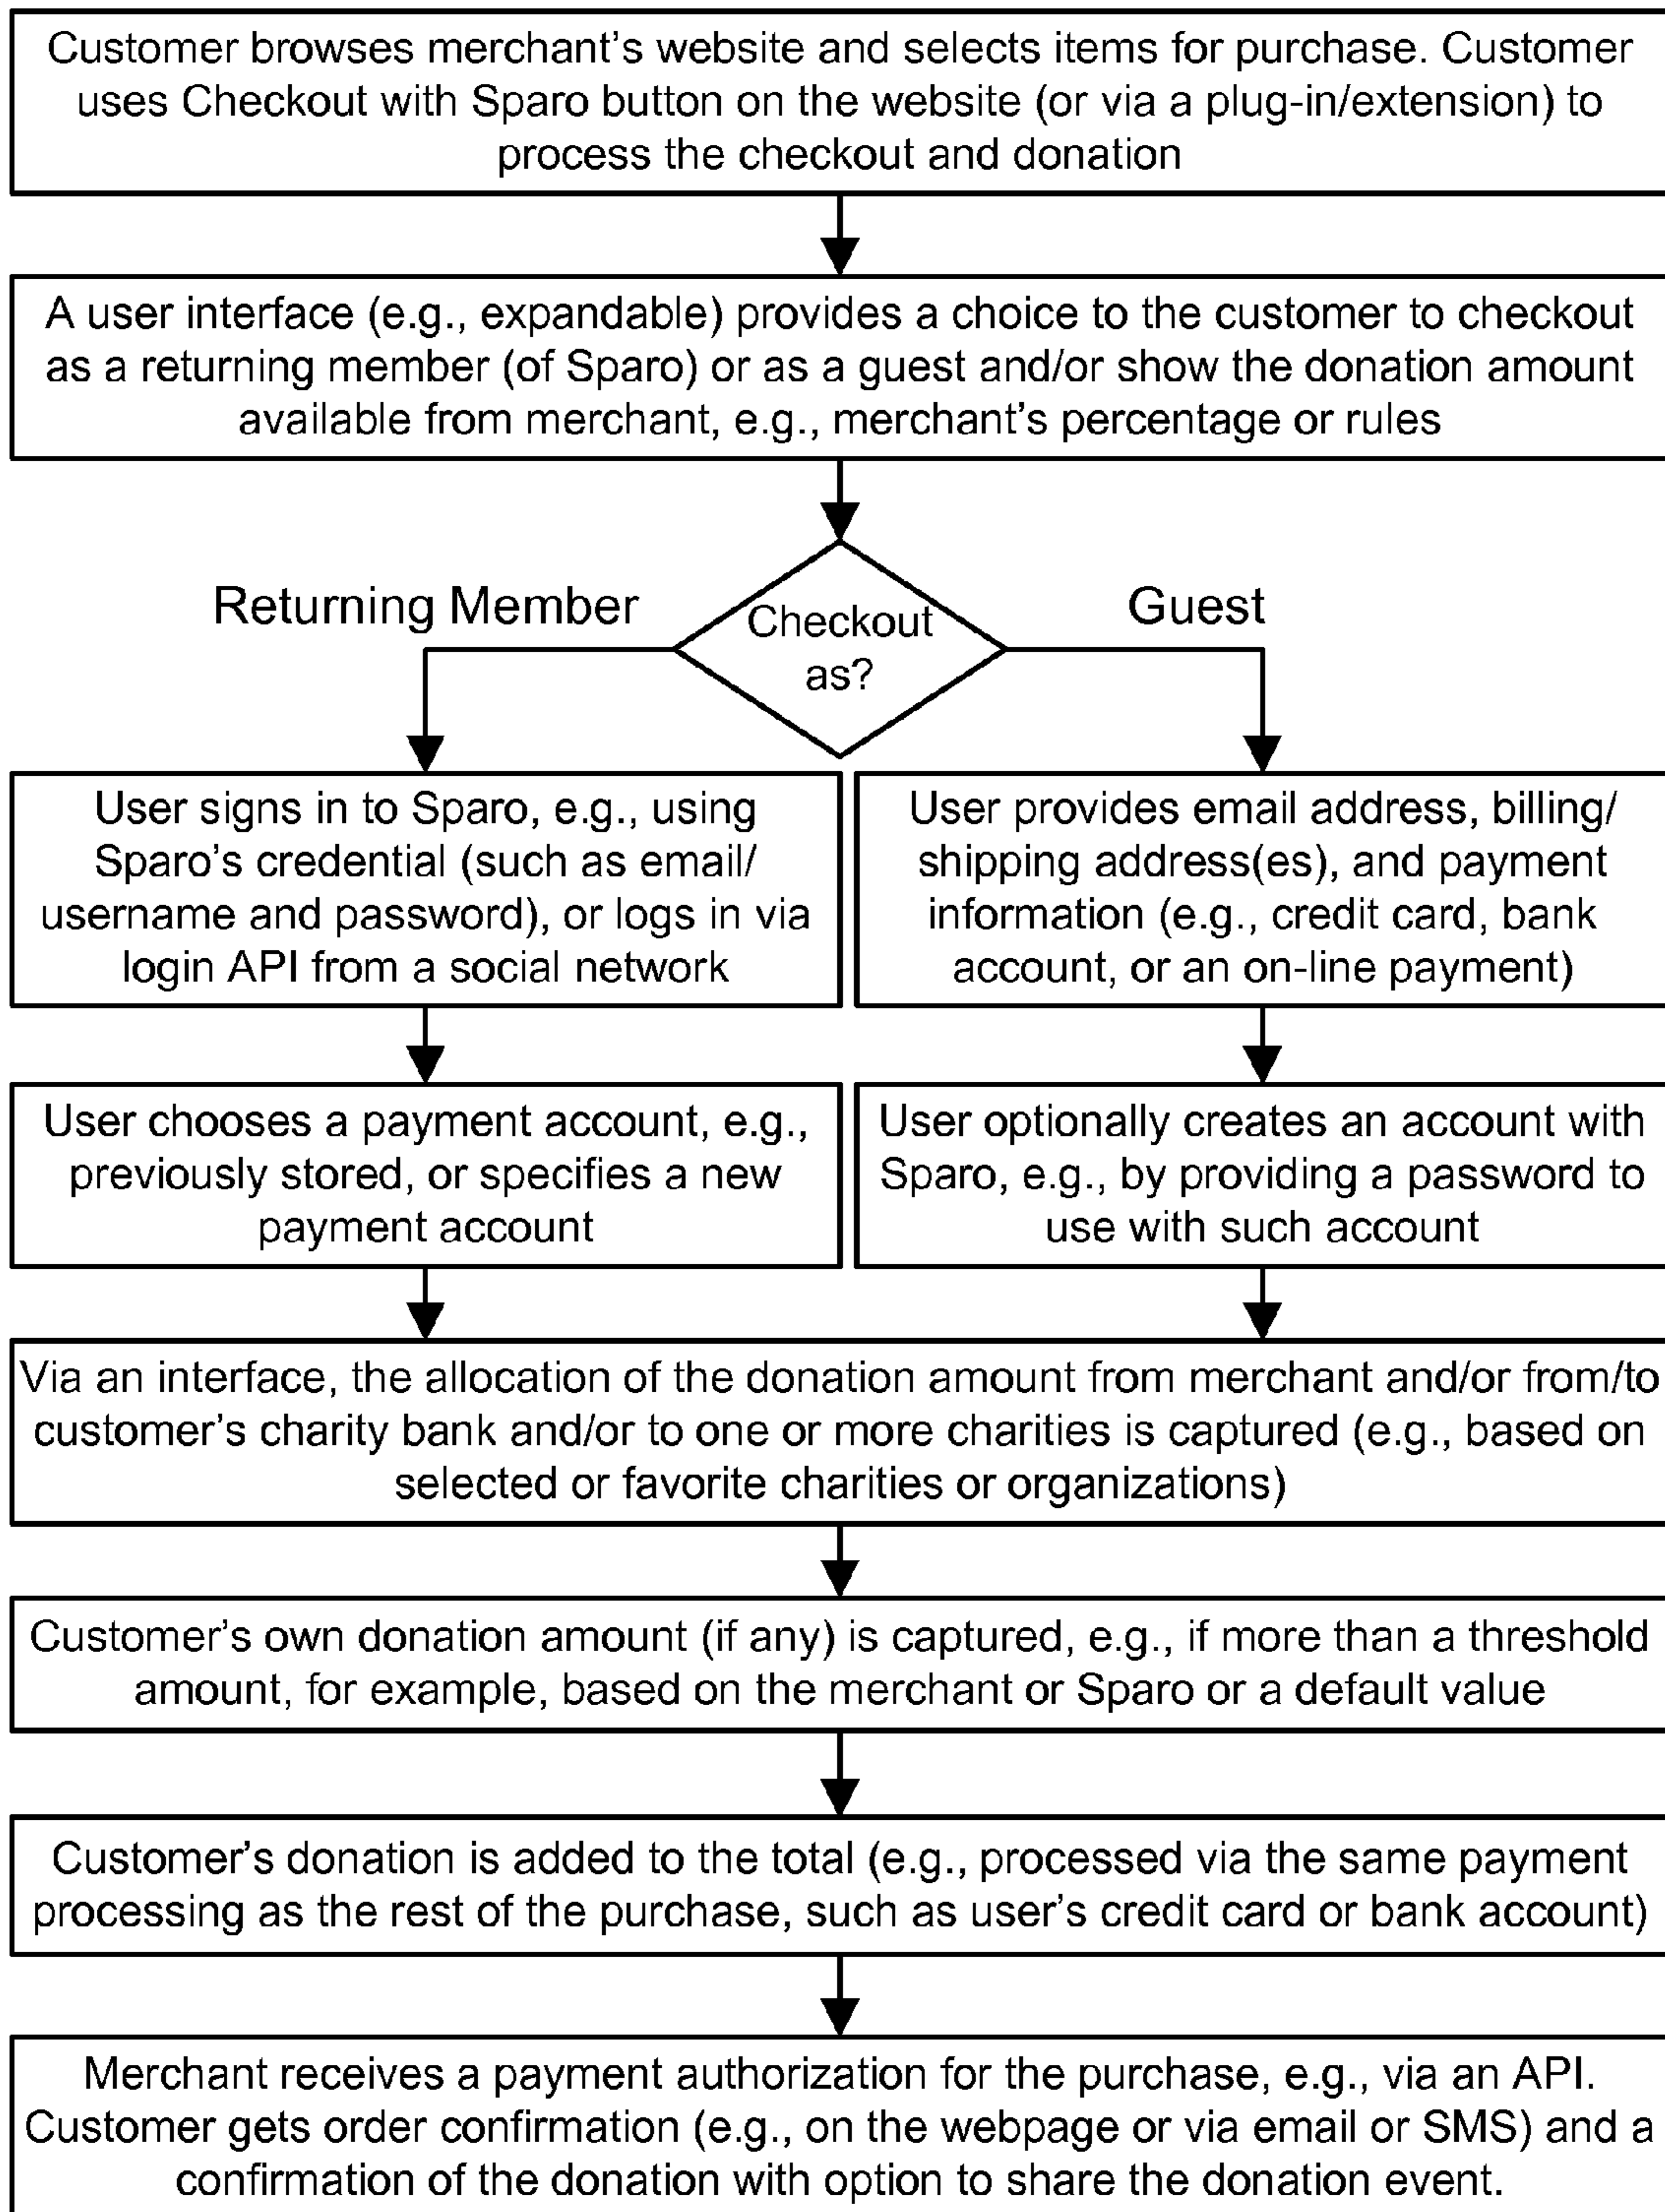 Customer browses merchant's website and selects items for purchase. Customer
uses Checkout with Sparo button on the website (or via a plug-in/extension) to
process the checkout and donation
A user interface (e.g., expandable) provides a choice to the customer to checkout
as a returning member (of Sparo) or as a guest and/or show the donation amount
available from merchant, e.g., merchant's percentage or rules
Returning Member
Checkout
as?
Guest
User signs in to Sparo, e.g., using
Sparo's credential (such as email/
username and password), or logs in via
login API from a social network
User provides email address, billing/
shipping address(es), and payment
information (e.g., credit card, bank
account, or an on-line payment)
User chooses a payment account, e.g.,
previously stored, or specifies a new
payment account
User optionally creates an account with
Sparo, e.g., by providing a password to
use with such account
Via an interface, the allocation of the donation amount from merchant and/or from/to
customer's charity bank and/or to one or more charities is captured (e.g., based on
selected or favorite charities or organizations)
Customer's own donation amount (if any) is captured, e.g., if more than a threshold
amount, for example, based on the merchant or Sparo or a default value
Customer's donation is added to the total (e.g., processed via the same payment
processing as the rest of the purchase, such as user's credit card or bank account)
Merchant receives a payment authorization for the purchase, e.g., via an API.
Customer gets order confirmation (e.g., on the webpage or via email or SMS) and a
confirmation of the donation with option to share the donation event.